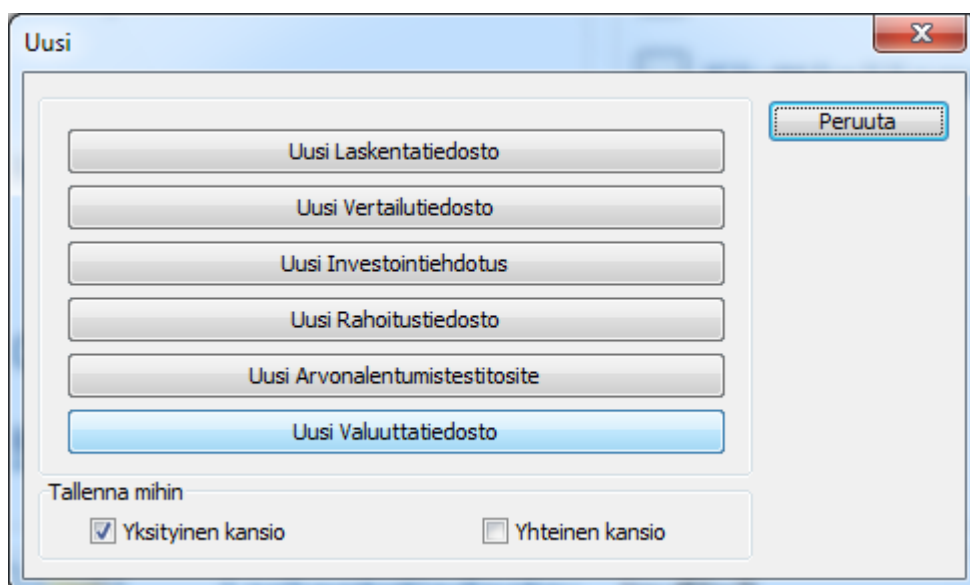 Uusi
Peruuta
Uusi Laskentatiedosto
Uusi Vertailutiedosto
Uusi Investointiehdotus
Uusi Rahoitustiedosto
Uusi Arvonalentumistestitosite
Uusi Valuuttatiedosto
Tallenna mihin
Yksityinen kansio
Yhteinen kansio